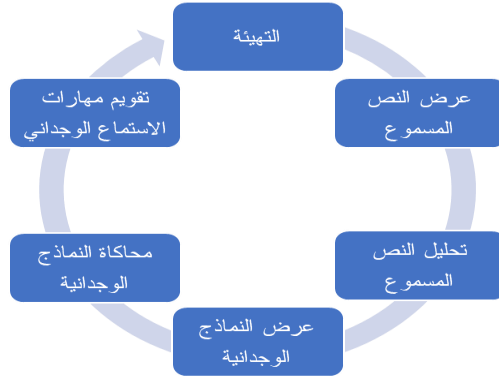 التهيئة
عرض النص
المسموع
تحليل النص
المسموع
عرض النماذج
الوجدانية
محاكاة النماذج
الوجدانية
تقويم مهارات
الاستماع الوجداني